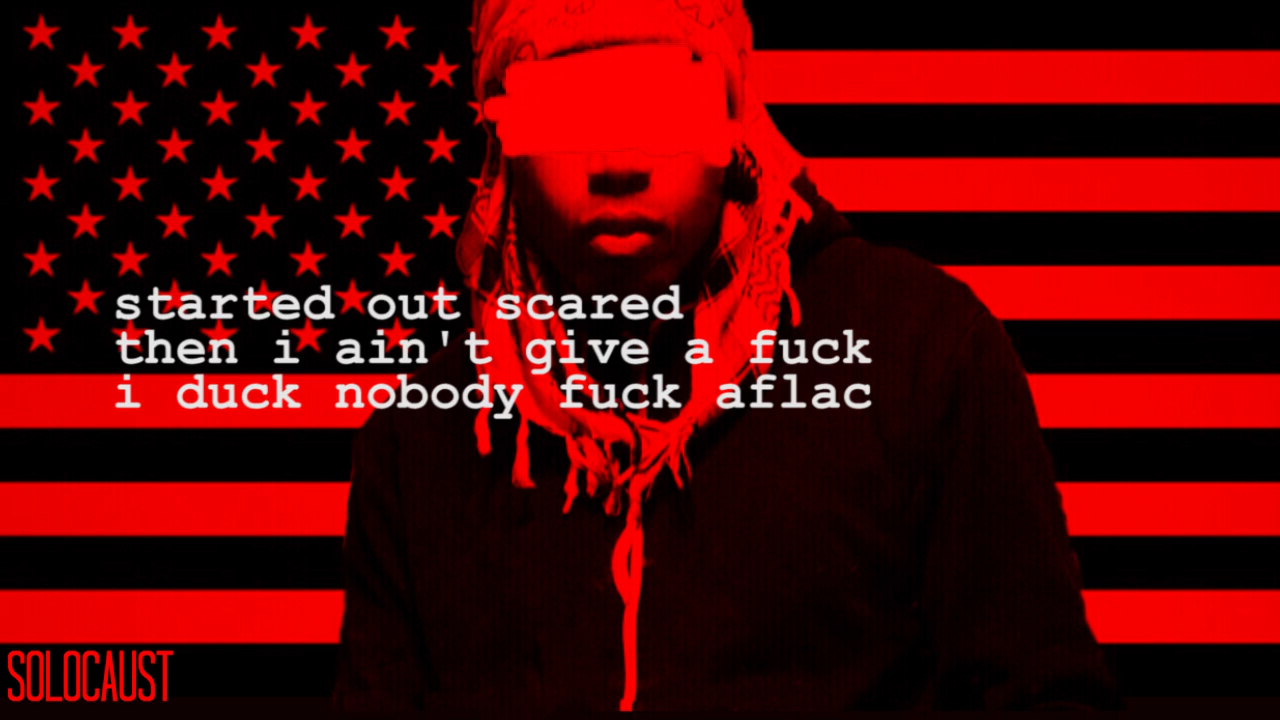 started out scared
then i ain't give a fuck
i duck nobody fuck aflac
SOLOCAUST